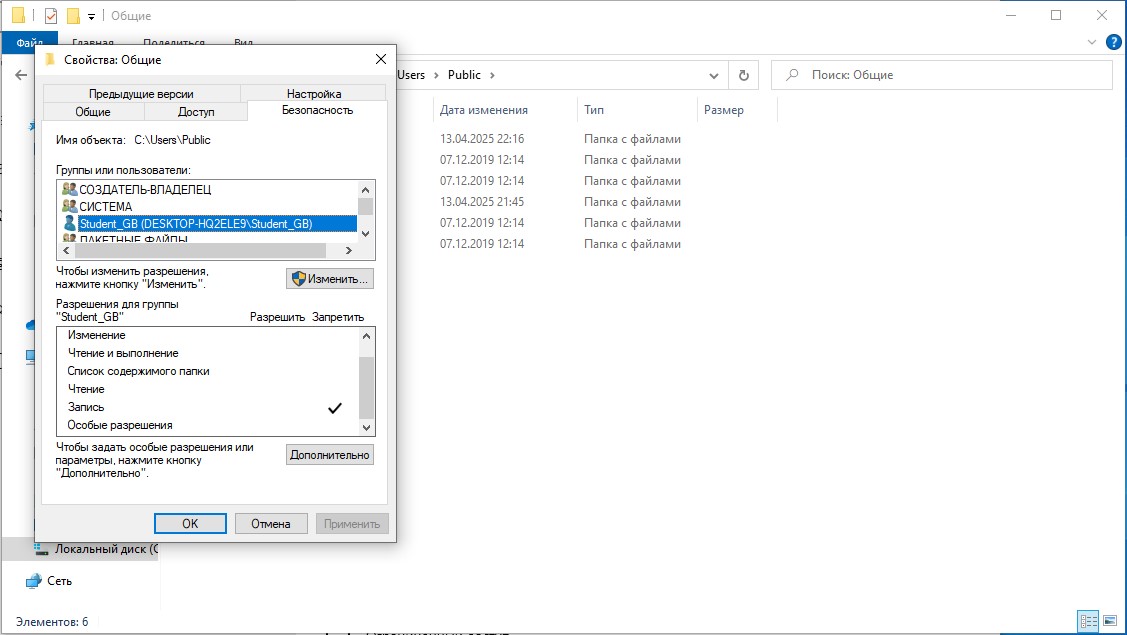 Общие
Файл
Главная
Поделиться
Вид
Свойства: Общие
Users › Public ›
Поиск: Общие
Предыдущие версии
Настройка
Общие
Доступ
Безопасность
Дата изменения
Тип
Размер
Имя объекта: C:\Users\Public
13.04.2025 22:16 Папка с файлами
07.12.2019 12:14 Папка с файлами
07.12.2019 12:14 Папка с файлами
13.04.2025 21:45 Папка с файлами
07.12.2019 12:14 Папка с файлами
07.12.2019 12:14 Папка с файлами
Группы или пользователи:
СОЗДАТЕЛЬ-ВЛАДЕЛЕЦ
СИСТЕМА
Student_GB (DESKTOP-HQ2ELE9\Student_GB)
ПАКЕТНЫЕ ФАЙЛЫ
Чтобы изменить разрешения,
нажмите кнопку "Изменить".
Изменить...
Разрешения для группы
"Student_GB"
Разрешить Запретить
Изменение
Чтение и выполнение
Список содержимого папки
Чтение
Запись
Особые разрешения
Чтобы задать особые разрешения или
параметры, нажмите кнопку
"Дополнительно".
Дополнительно
OK
Отмена
Применить
Локальный диск (C
Сеть
Элементов: 6